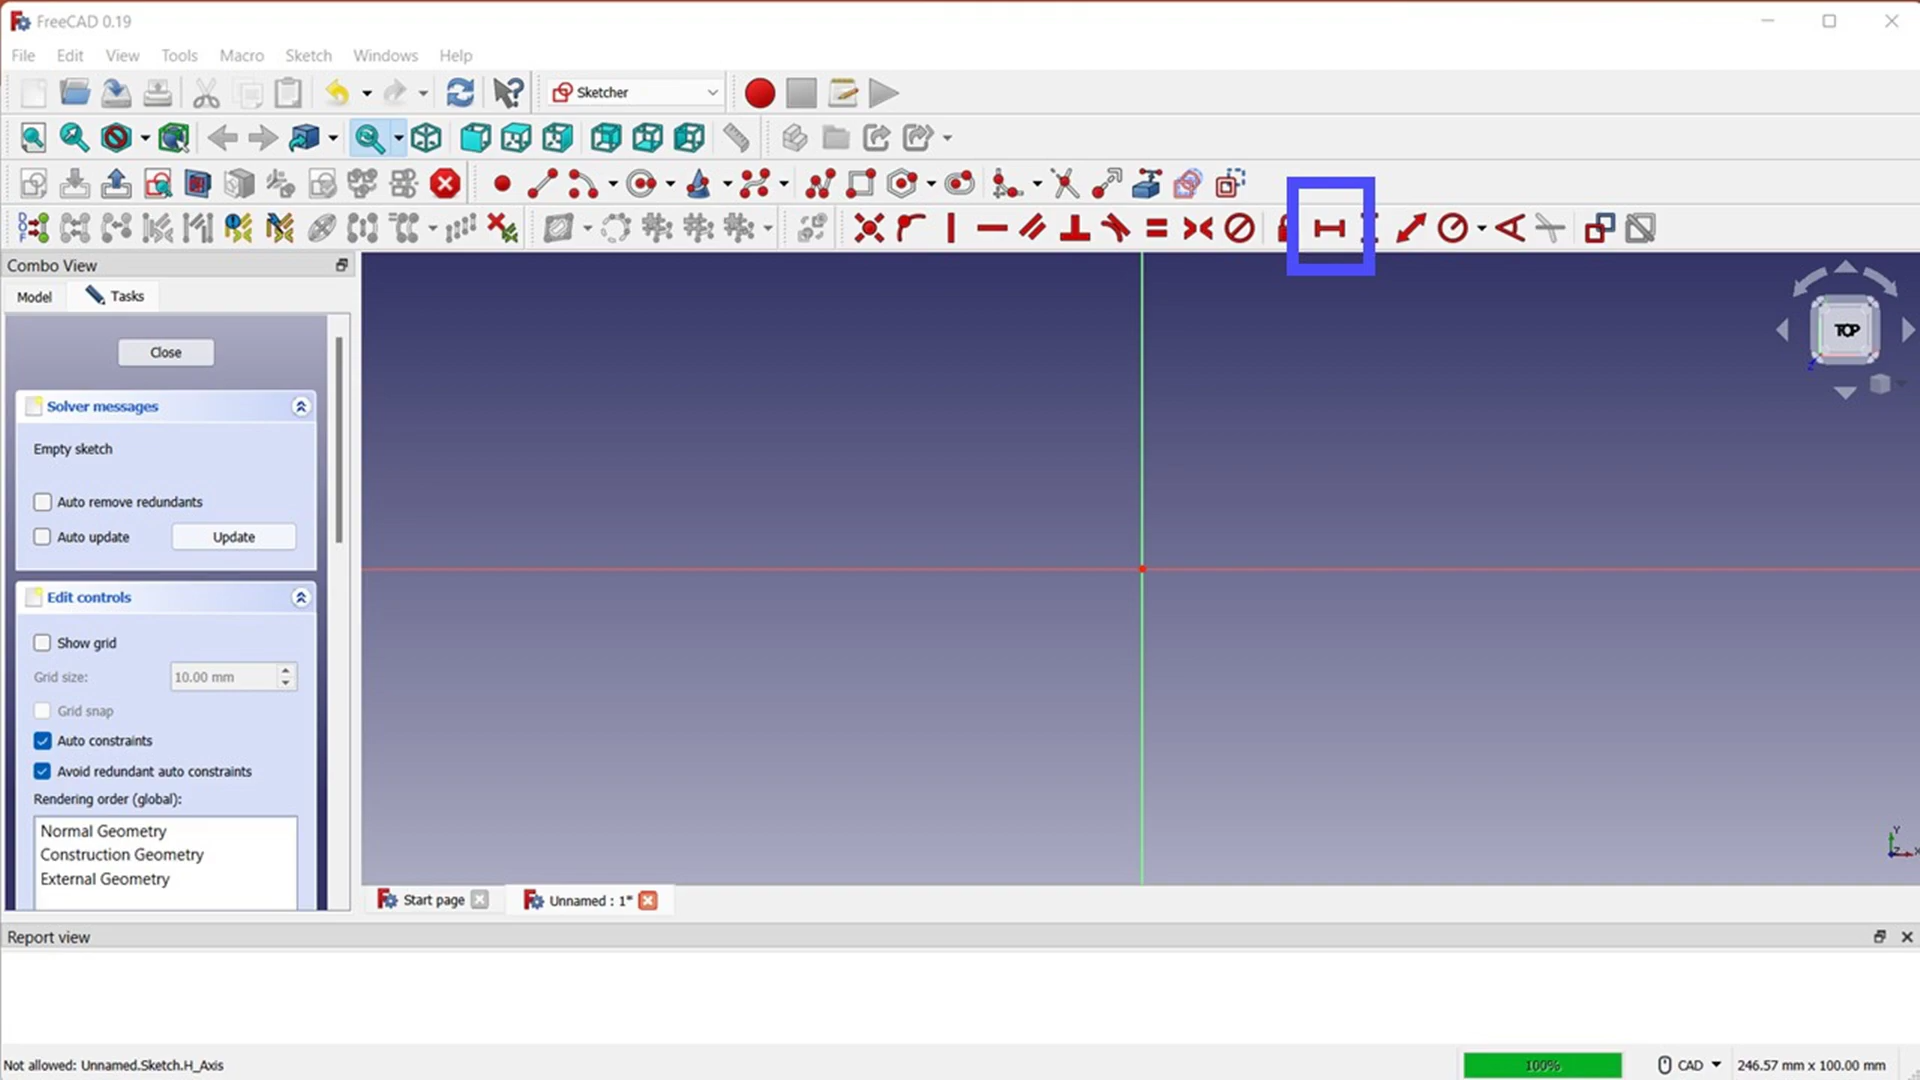 FreeCAD 0.19
File Edit View Tools Macro Sketch Windows Help
Sketcher
Combo View
Model Tasks
TOP
Close
Solver messages
Empty sketch
Auto remove redundants
Auto update Update
Edit controls
Show grid
Grid size: 10.00 mm
Grid snap
Auto constraints
Avoid redundant auto constraints
Rendering order (global):
Normal Geometry
Construction Geometry
External Geometry
Y
Z X
Start page Unnamed : 1*
Report view
Not allowed: Unnamed.Sketch.H_Axis 100% CAD 246.57 mm x 100.00 mm